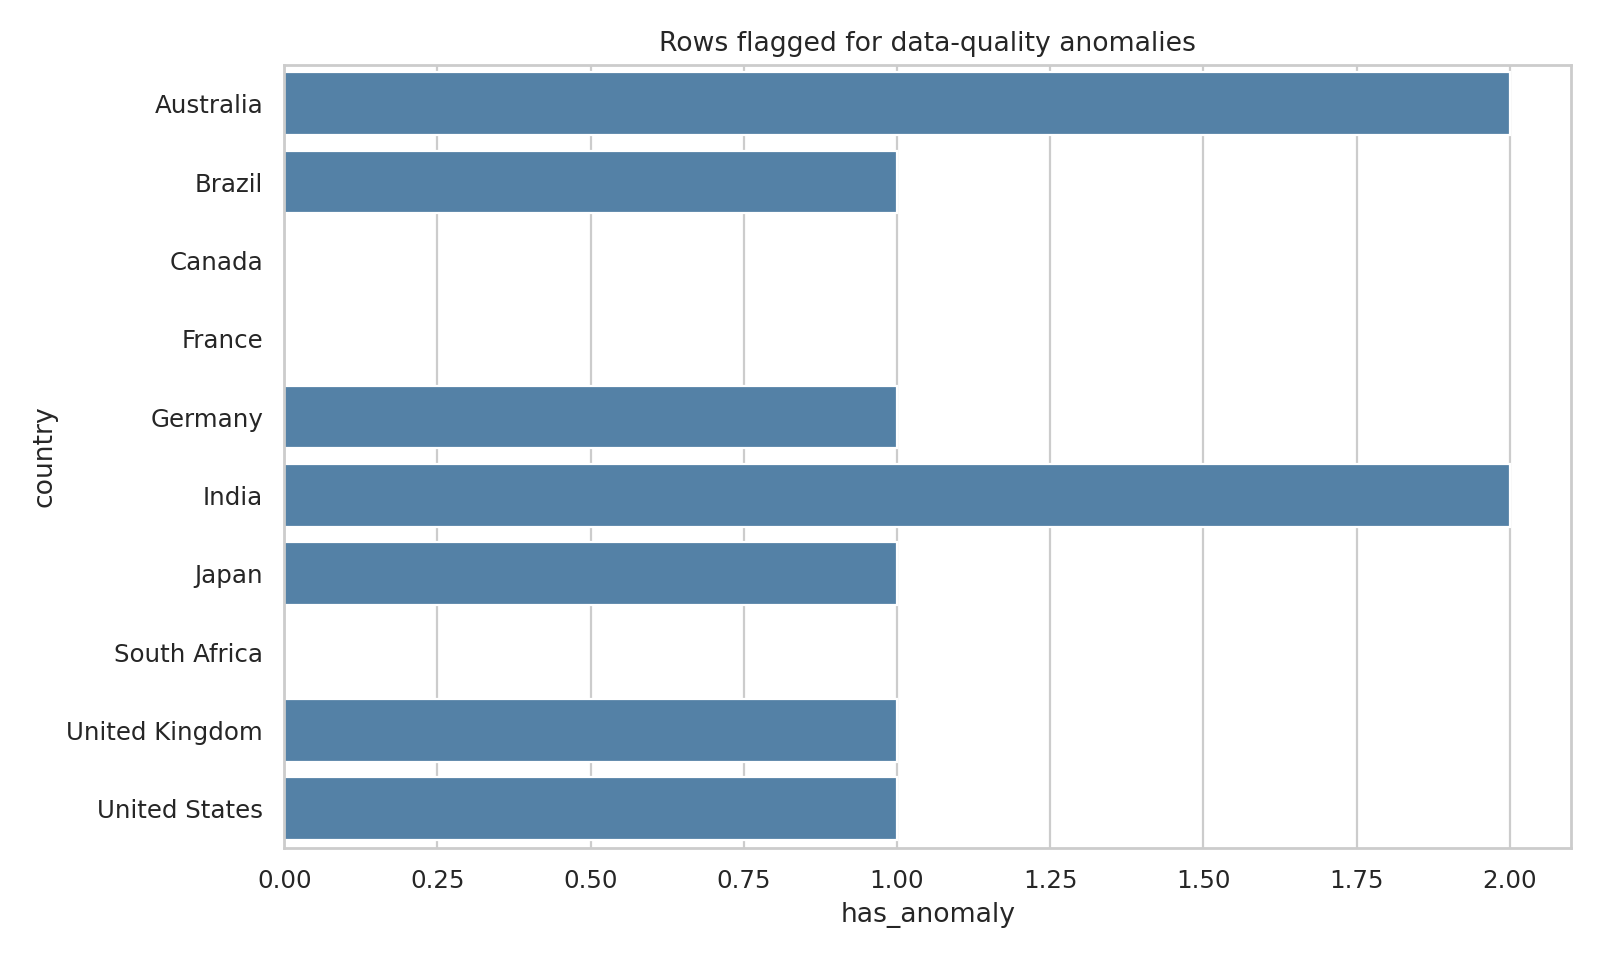 Rows flagged for data-quality anomalies
country
Australia
Brazil
Canada
France
Germany
India
Japan
South Africa
United Kingdom
United States
0.00 0.25 0.50 0.75 1.00 1.25 1.50 1.75 2.00
has_anomaly